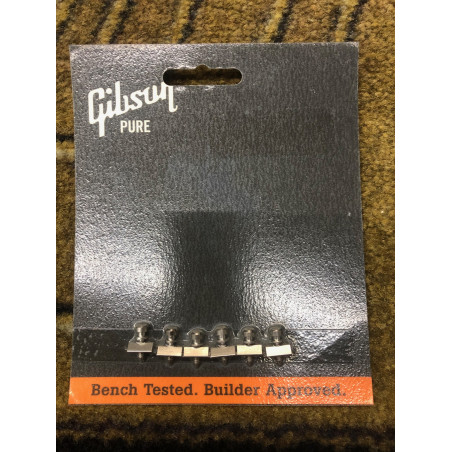 Gibson
PURE
Bench Tested. Builder Approved.